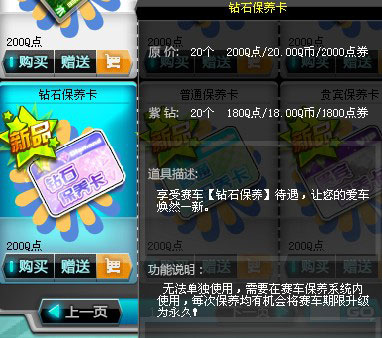 200Q点
购买 赠送
钻石保养卡
新品
钻石
保养卡
200Q点
购买 赠送
上一页
钻石保养卡
原 价: 20个 200Q点/20.00Q币/2000点券
紫 钻: 20个 180Q点/18.00Q币/1800点券
普通保养卡
贵宾保养卡
道具描述:
享受赛车【钻石保养】待遇,让您的爱车
焕然一新。
功能说明:
无法单独使用,需要在赛车保养系统内
使用,每次保养均有机会将赛车期限升级
为永久!
GO